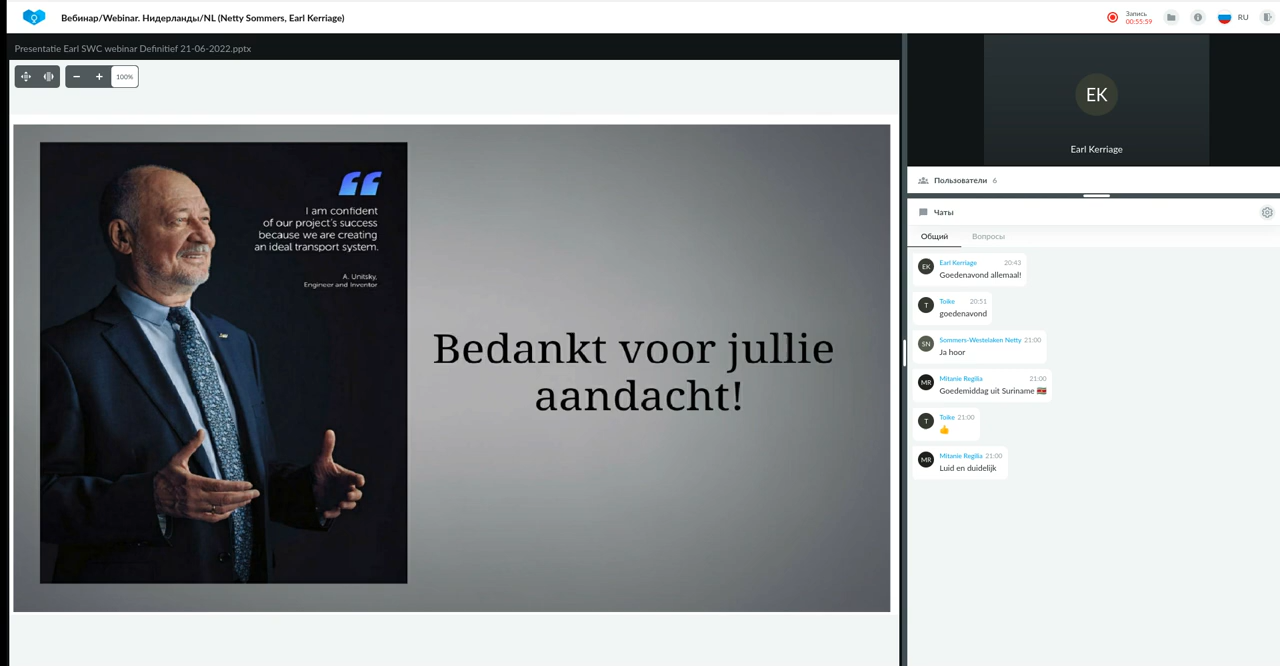 Вебинар/Webinar. Нидерланды/NL (Netty Sommers, Earl Kerriage)
Запись
00:55:59
RU
Presentatie Earl SWC webinar Definitief 21-06-2022.pptx
100%
I am confident
of our project's success
because we are creating
an ideal transport system.
A. Unitsky,
Engineer and Inventor
Bedankt voor jullie
aandacht!
EK
Earl Kerriage
Пользователи 6
Чаты
Общий Вопросы
EK Earl Kerriage 20:43
Goedenavond allemaal!
T Toike 20:51
goedenavond
SN Sommers-Westelaken Netty 21:00
Ja hoor
MR Mitanie Regilia 21:00
Goedemiddag uit Suriname 🇸🇷
T Toike 21:00
👍
MR Mitanie Regilia 21:00
Luid en duidelijk